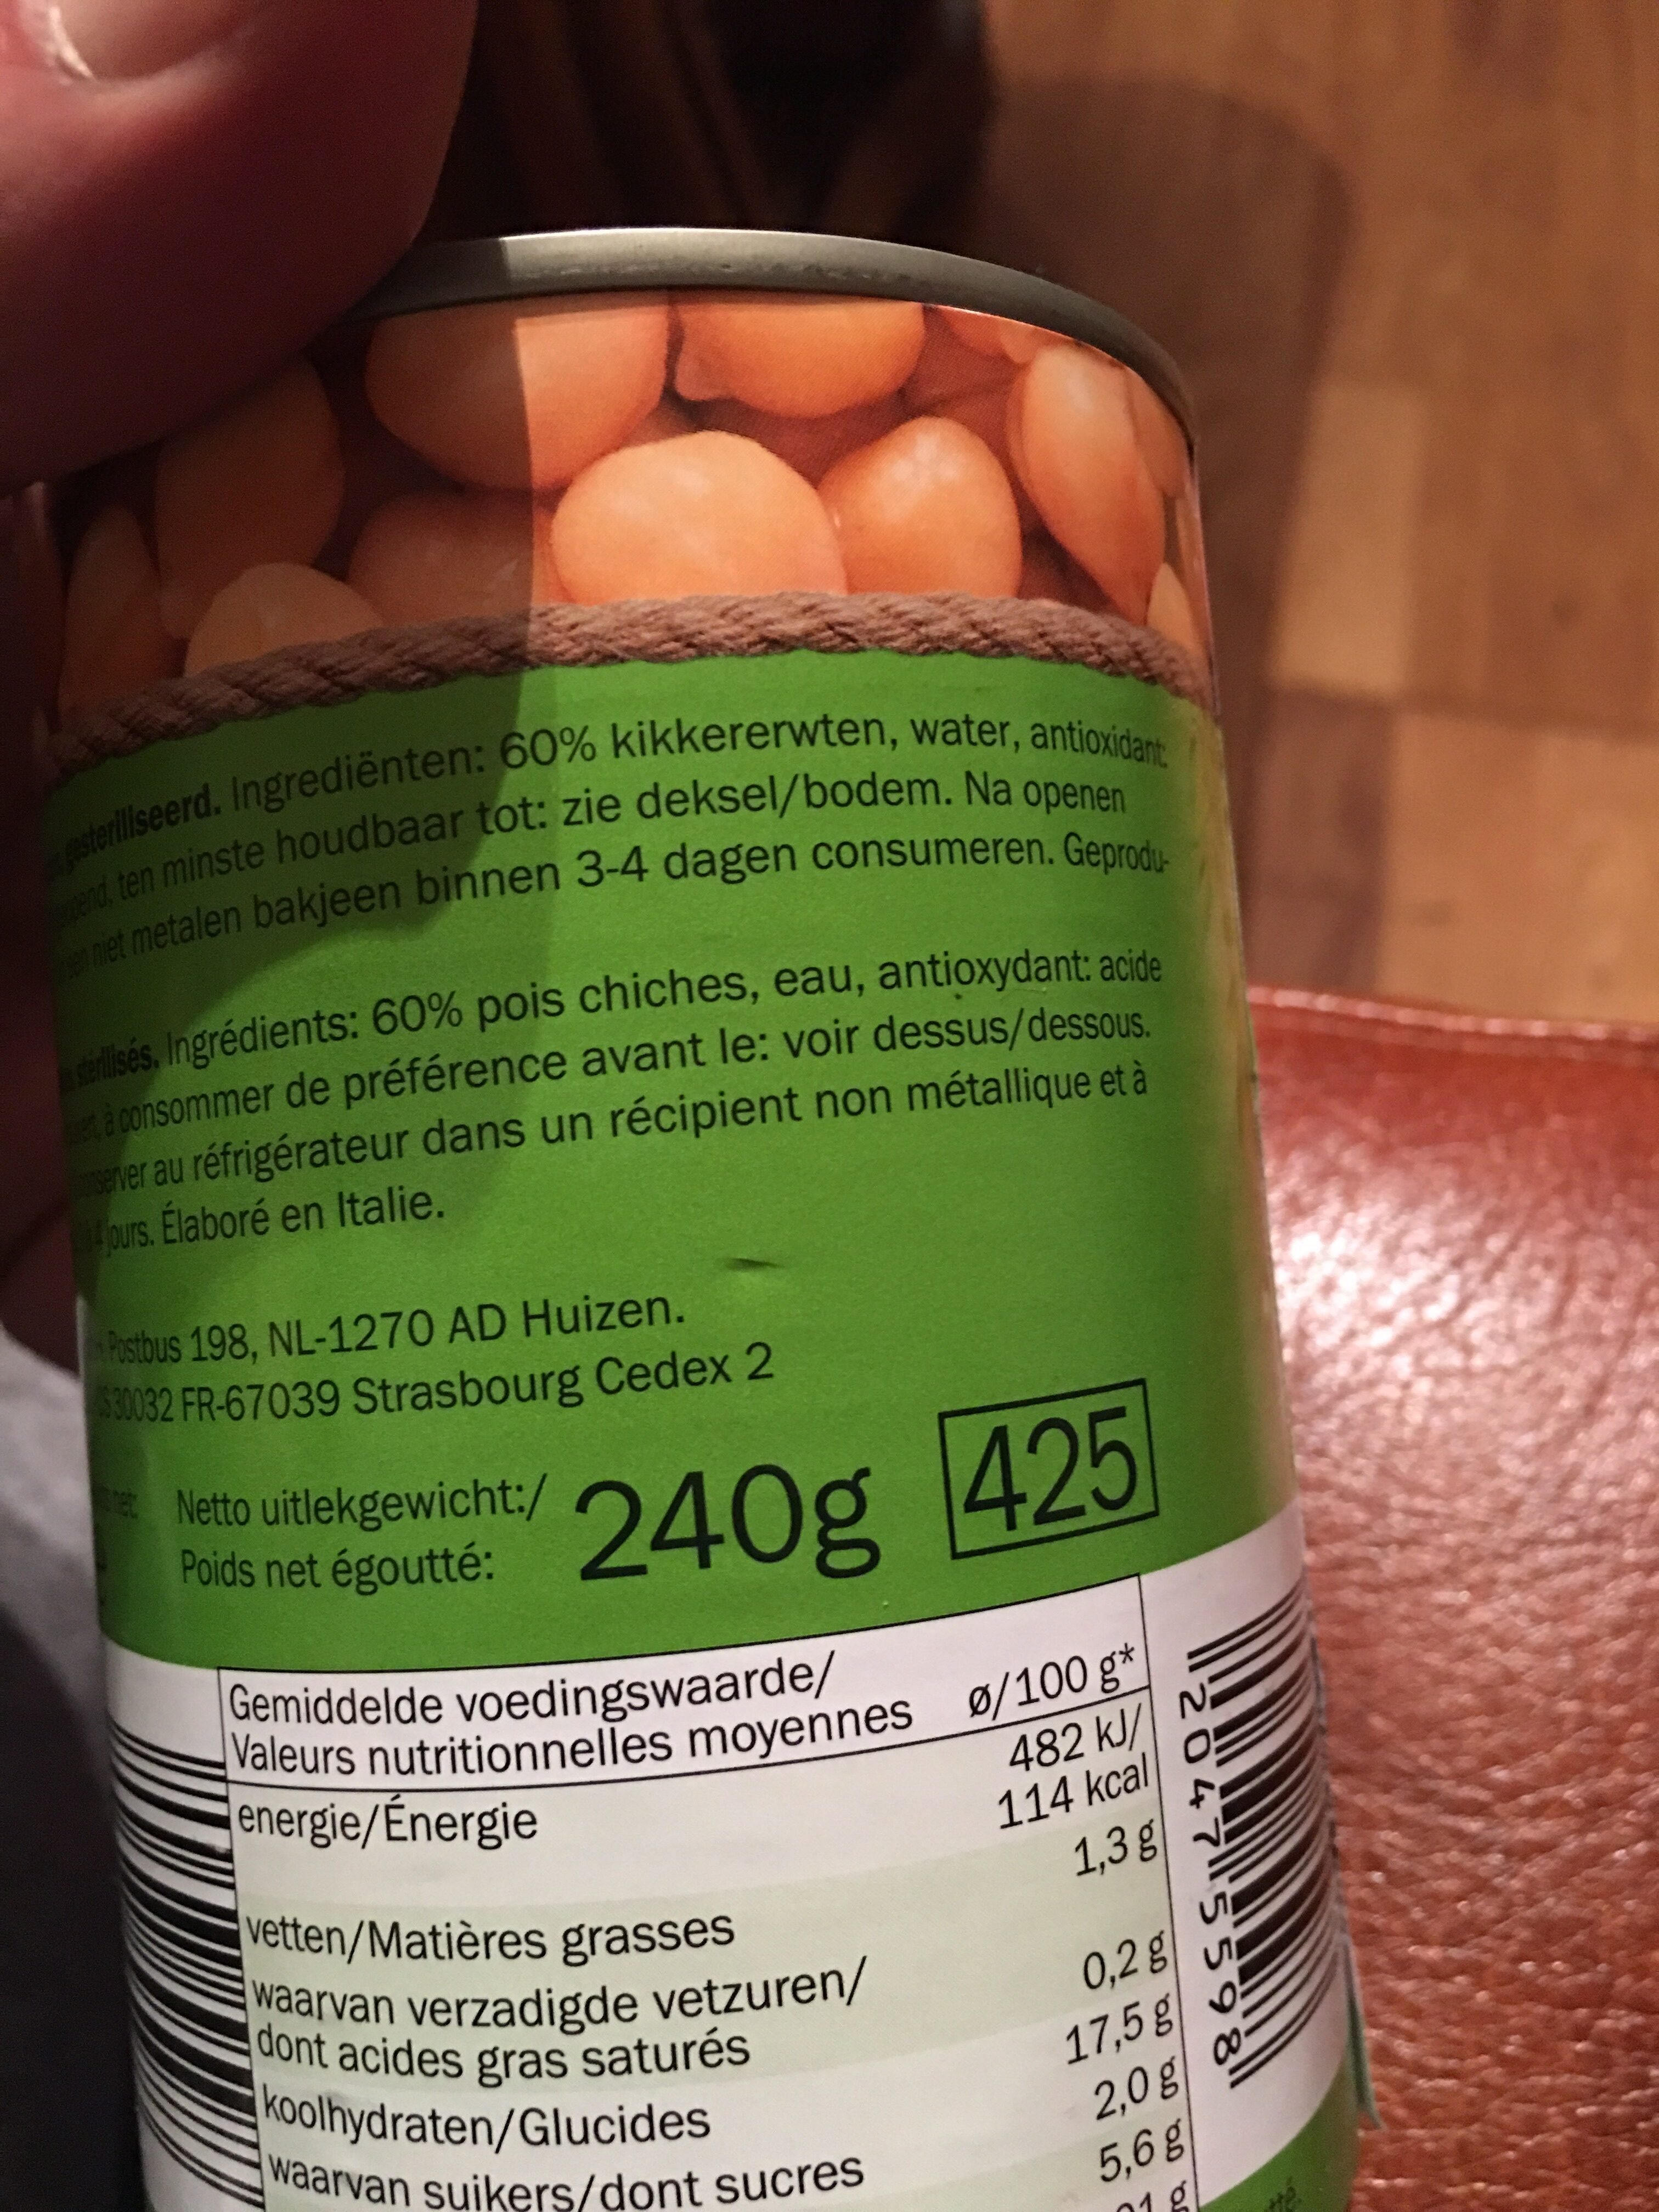 gesteriliseerd. Ingrediënten: 60% kikkererwten, water, antioxidant:
ten minste houdbaar tot: zie deksel/bodem. Na openen
niet metalen bakjeen binnen 3-4 dagen consumeren. Geprodu-
stérilisés. Ingrédients: 60% pois chiches, eau, antioxydant: acide
à consommer de préférence avant le: voir dessus/dessous.
au réfrigérateur dans un récipient non métallique et à
jours. Élaboré en Italie.
Postbus 198, NL-1270 AD Huizen.
30032 FR-67039 Strasbourg Cedex 2
Netto uitlekgewicht:/
Poids net égoutté:
240g
425
Gemiddelde voedingswaarde/
Valeurs nutritionnelles moyennes ø/100 g*
energie/Énergie 482 kJ/
114 kcal
vetten/Matières grasses 1,3 g
waarvan verzadigde vetzuren/
dont acides gras saturés 0,2 g
koolhydraten/Glucides 17,5 g
waarvan suikers/dont sucres 2,0 g
5,6 g
20475598